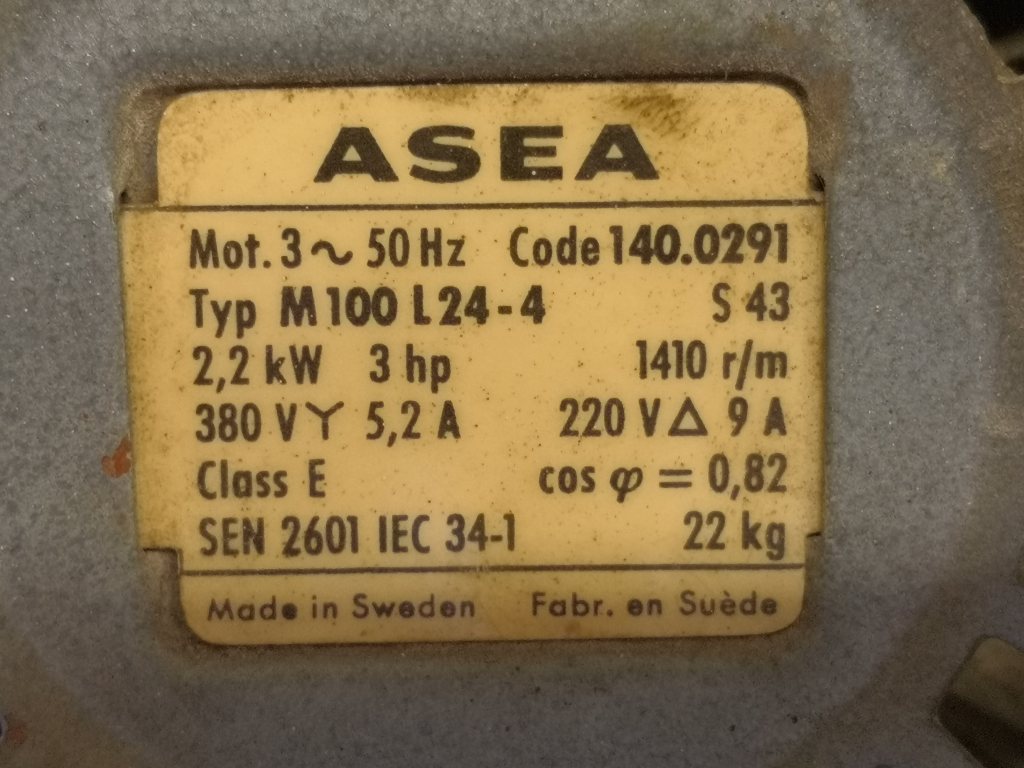 ASEA
Mot. 3~ 50 Hz Code 140.0291
Typ M 100 L 24-4 S 43
2,2 kW 3 hp 1410 r/m
380 V Y 5,2 A 220 V Δ 9 A
Class E cos φ = 0,82
SEN 2601 IEC 34-1 22 kg
Made in Sweden Fabr. en Suède